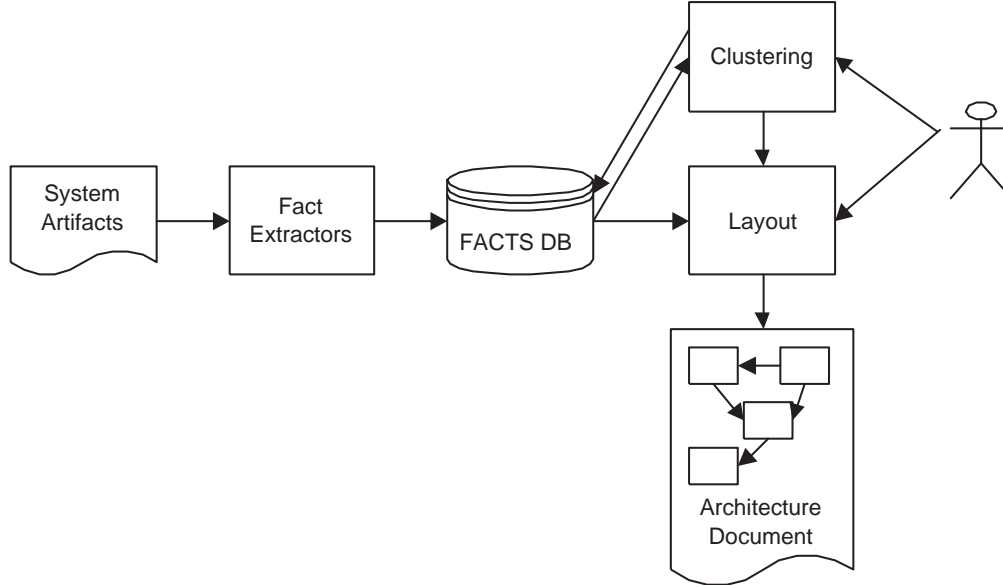 Clustering
System
Artifacts
Fact
Extractors
FACTS DB
Layout
Architecture
Document